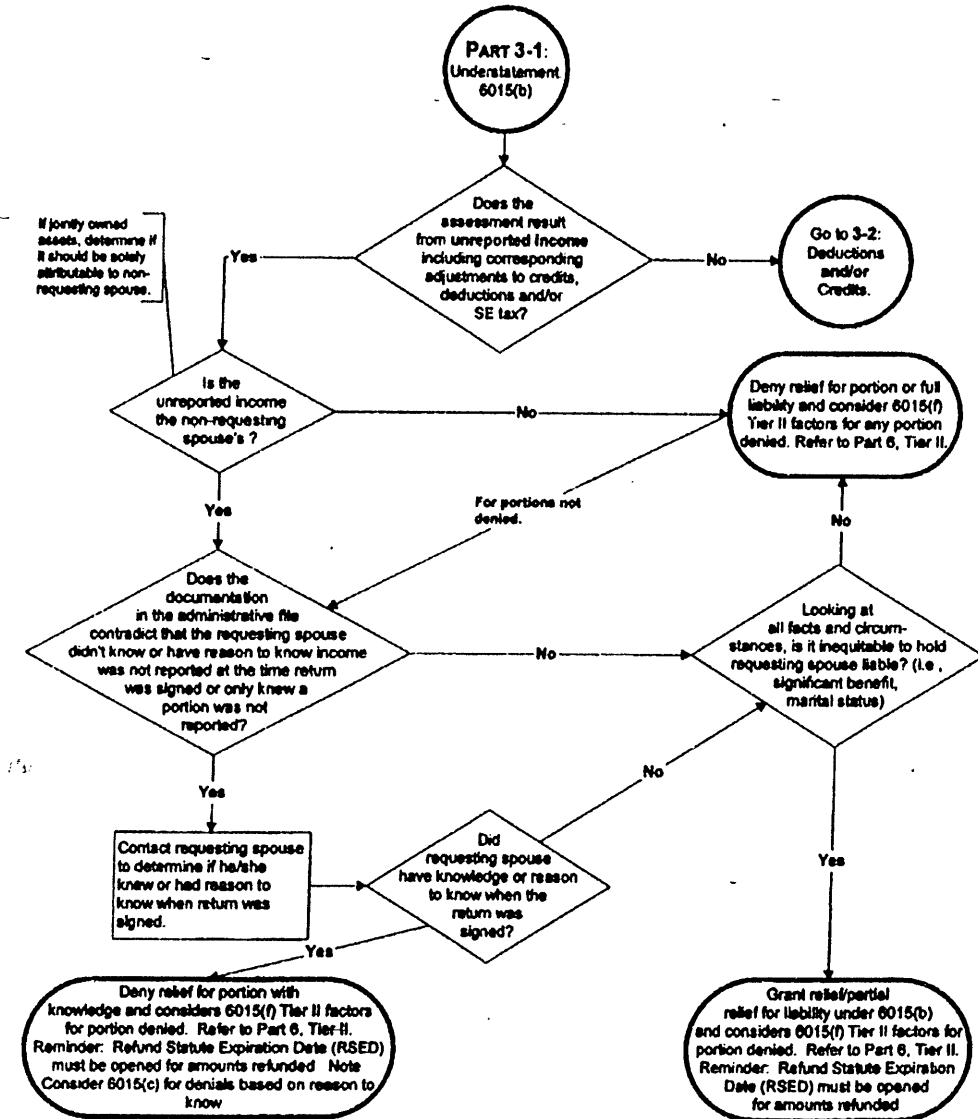 PART 3-1:
Understatement
6015(b)
Does the
assessment result
from unreported income
including corresponding
adjustments to credits,
deductions and/or
SE tax?
If jointly owned
assets, determine if
it should be solely
attributable to non-
requesting spouse.
Yes
No
Go to 3-2:
Deductions
and/or
Credits.
Is the
unreported income
the non-requesting
spouse's ?
No
Deny relief for portion or full
liability and consider 6015(f)
Tier II factors for any portion
denied. Refer to Part 6, Tier II.
Yes
For portions not
denied.
No
Does the
documentation
in the administrative file
contradict that the requesting spouse
didn't know or have reason to know income
was not reported at the time return
was signed or only knew a
portion was not
reported?
No
Looking at
all facts and circum-
stances, is it inequitable to hold
requesting spouse liable? (i.e.,
significant benefit,
marital status)
Yes
No
Contact requesting spouse
to determine if he/she
knew or had reason to
know when return was
signed.
Did
requesting spouse
have knowledge or reason
to know when the
return was
signed?
Yes
Yes
Deny relief for portion with
knowledge and considers 6015(f) Tier II factors
for portion denied. Refer to Part 6, Tier-II.
Reminder: Refund Statute Expiration Date (RSED)
must be opened for amounts refunded Note
Consider 6015(c) for denials based on reason to
know
Grant relief/partial
relief for liability under 6015(b)
and considers 6015(f) Tier II factors for
portion denied. Refer to Part 6, Tier II.
Reminder: Refund Statute Expiration
Date (RSED) must be opened
for amounts refunded